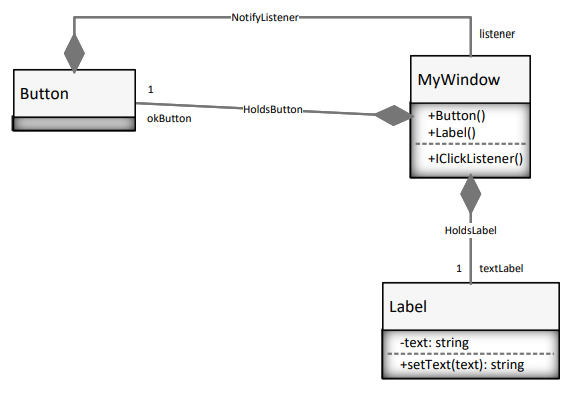 NotifyListener
listener
Button
1
okButton
HoldsButton
MyWindow
+Button()
+Label()
+IClickListener()
HoldsLabel
1 textLabel
Label
-text: string
+setText(text): string